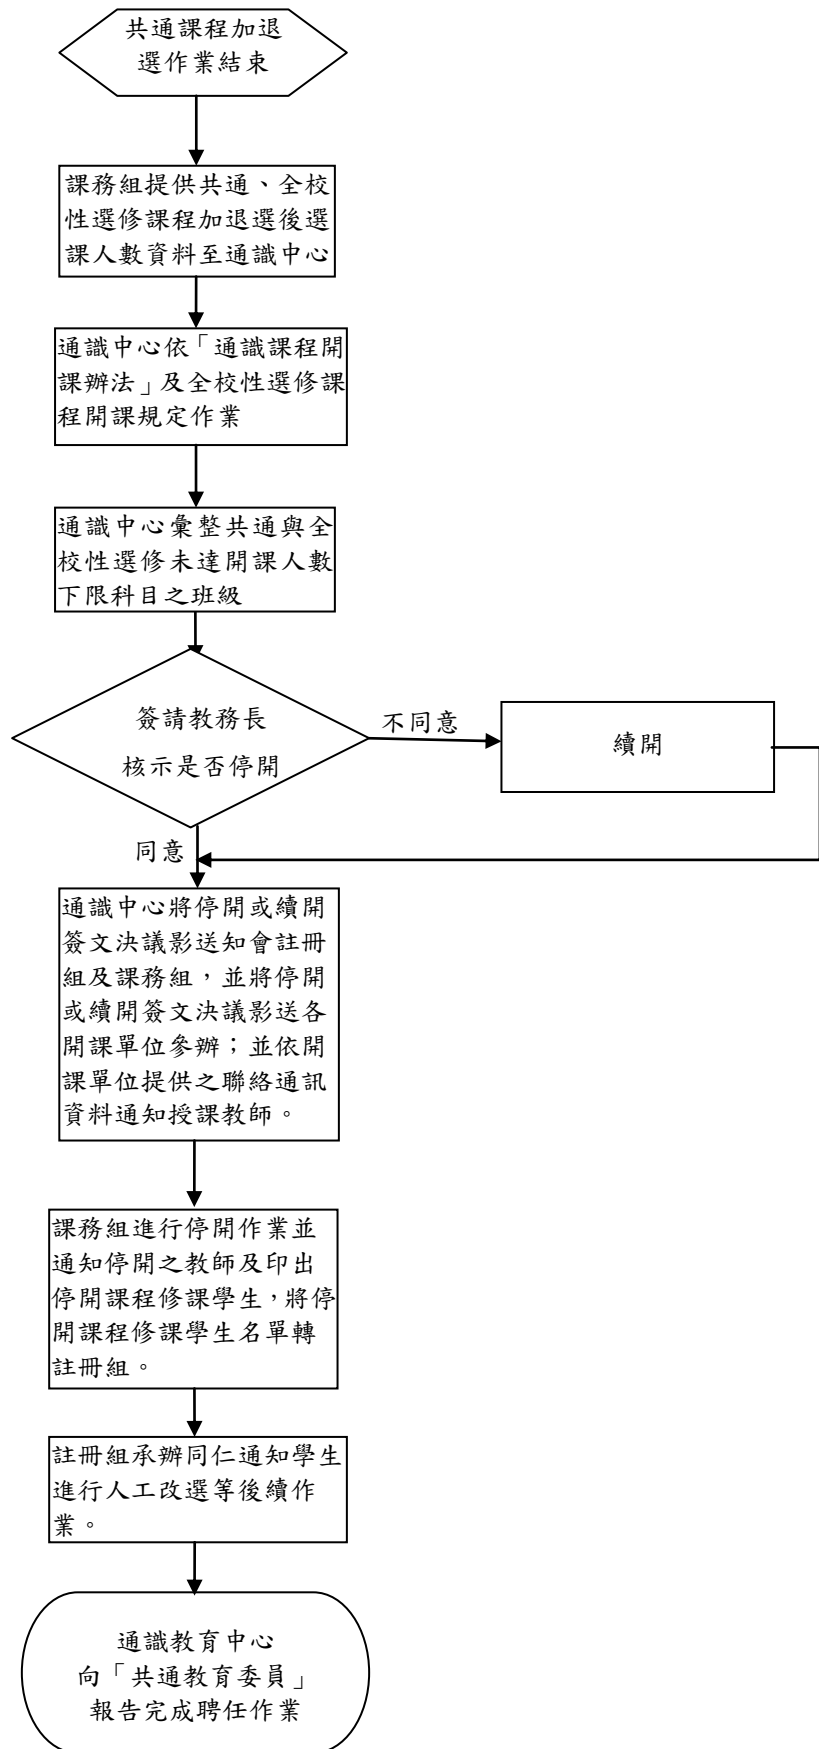 共通課程加退
選作業結束
課務組提供共通、全校
性選修課程加退選後選
課人數資料至通識中心
通識中心依「通識課程開
課辦法」及全校性選修課
程開課規定作業
通識中心彙整共通與全
校性選修未達開課人數
下限科目之班級
簽請教務長
核示是否停開
不同意
續開
同意
通識中心將停開或續開
簽文決議影送知會註冊
組及課務組，並將停開
或續開簽文決議影送各
開課單位參辦；並依開
課單位提供之聯絡通訊
資料通知授課教師。
課務組進行停開作業並
通知停開之教師及印出
停開課程修課學生，將停
開課程修課學生名單轉
註冊組。
註冊組承辦同仁通知學生
進行人工改選等後續作
業。
通識教育中心
向「共通教育委員」
報告完成聘任作業